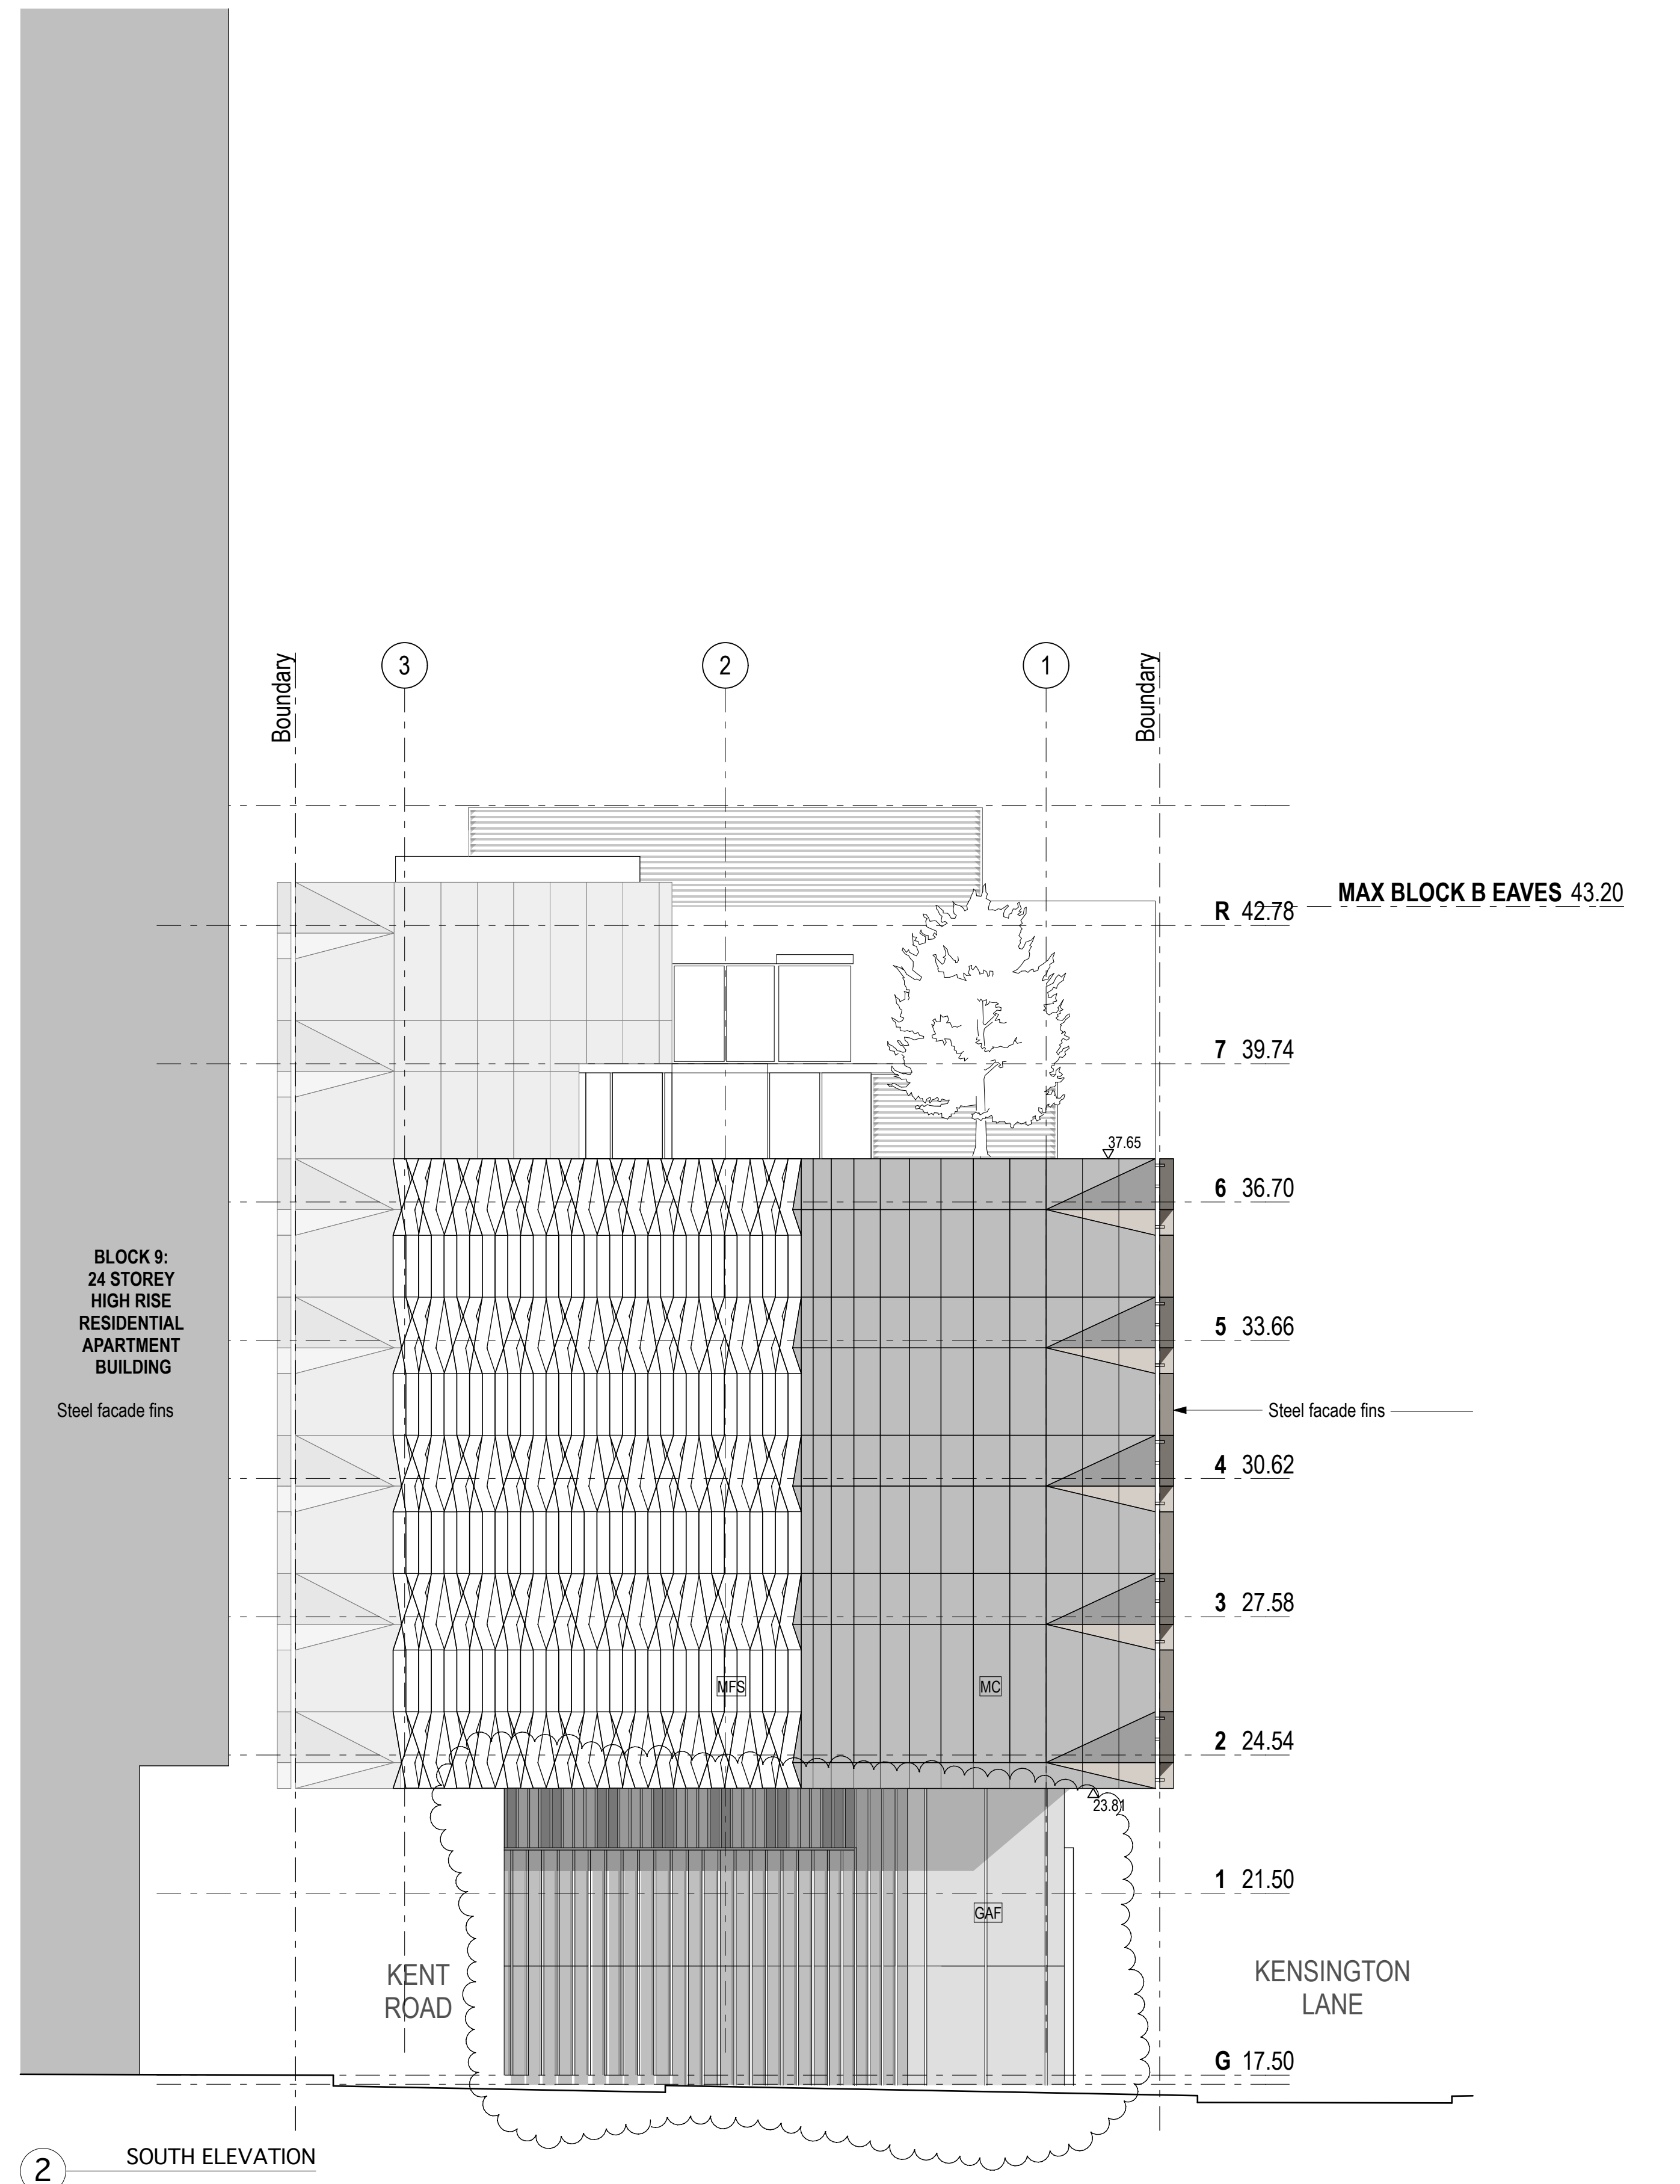 Boundary
3
2
1
Boundary
MAX BLOCK B EAVES 43.20
R 42.78
7 39.74
37.65
6 36.70
BLOCK 9:
24 STOREY
HIGH RISE
RESIDENTIAL
APARTMENT
BUILDING
5 33.66
Steel facade fins
Steel facade fins
4 30.62
3 27.58
MFS
MC
2 24.54
23.81
1 21.50
GAF
KENT
ROAD
KENSINGTON
LANE
G 17.50
2 SOUTH ELEVATION